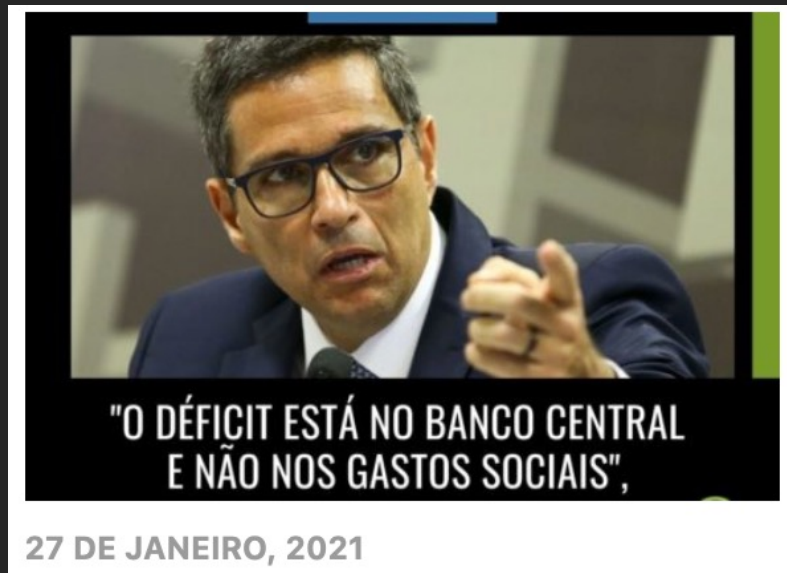 "O DÉFICIT ESTÁ NO BANCO CENTRAL
E NÃO NOS GASTOS SOCIAIS",
27 DE JANEIRO, 2021